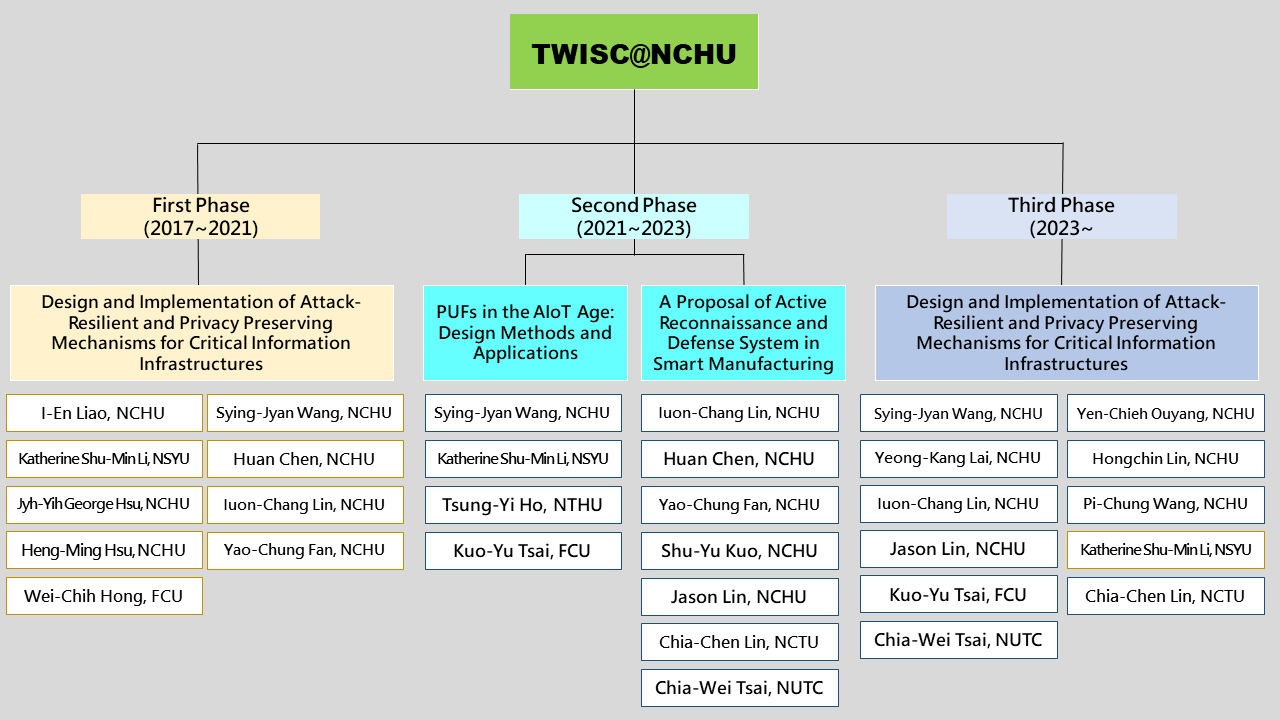 TWISC@NCHU
First Phase
(2017~2021)
Second Phase
(2021~2023)
Third Phase
(2023~
Design and Implementation of Attack-
Resilient and Privacy Preserving
Mechanisms for Critical Information
Infrastructures
PUFs in the AIoT Age:
Design Methods and
Applications
A Proposal of Active
Reconnaissance and
Defense System in
Smart Manufacturing
Design and Implementation of Attack-
Resilient and Privacy Preserving
Mechanisms for Critical Information
Infrastructures
I-En Liao, NCHU
Sying-Jyan Wang, NCHU
Katherine Shu-Min Li, NSYU
Huan Chen, NCHU
Jyh-Yih George Hsu, NCHU
Iuon-Chang Lin, NCHU
Heng-Ming Hsu, NCHU
Yao-Chung Fan, NCHU
Wei-Chih Hong, FCU
Sying-Jyan Wang, NCHU
Katherine Shu-Min Li, NSYU
Tsung-Yi Ho, NTHU
Kuo-Yu Tsai, FCU
Iuon-Chang Lin, NCHU
Huan Chen, NCHU
Yao-Chung Fan, NCHU
Shu-Yu Kuo, NCHU
Jason Lin, NCHU
Chia-Chen Lin, NCTU
Chia-Wei Tsai, NUTC
Sying-Jyan Wang, NCHU
Yen-Chieh Ouyang, NCHU
Yeong-Kang Lai, NCHU
Hongchin Lin, NCHU
Iuon-Chang Lin, NCHU
Pi-Chung Wang, NCHU
Jason Lin, NCHU
Katherine Shu-Min Li, NSYU
Kuo-Yu Tsai, FCU
Chia-Chen Lin, NCTU
Chia-Wei Tsai, NUTC